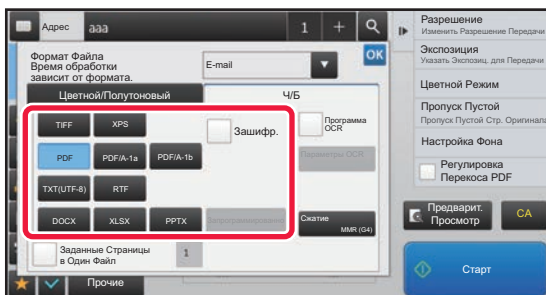 Адрес
aaa
1
+
Формат Файла
Время обработки
зависит от формата.
E-mail
OK
Цветной/Полутоновый
Ч/Б
TIFF
XPS
Зашифр.
Программа
OCR
PDF
PDF/A-1a
PDF/A-1b
Параметры OCR
TXT(UTF-8)
RTF
DOCX
XLSX
PPTX
Сжатие
MMR (G4)
Заданные Страницы
в Один Файл
1
Прочие
Разрешение
Изменить Разрешение Передачи
Экспозиция
Указать Экспозиц. для Передачи
Цветной Режим
Пропуск Пустой
Пропуск Пустой Стр. Оригинала
Настройка Фона
Регулировка
Перекоса PDF
Предварит.
Просмотр
CA
Старт